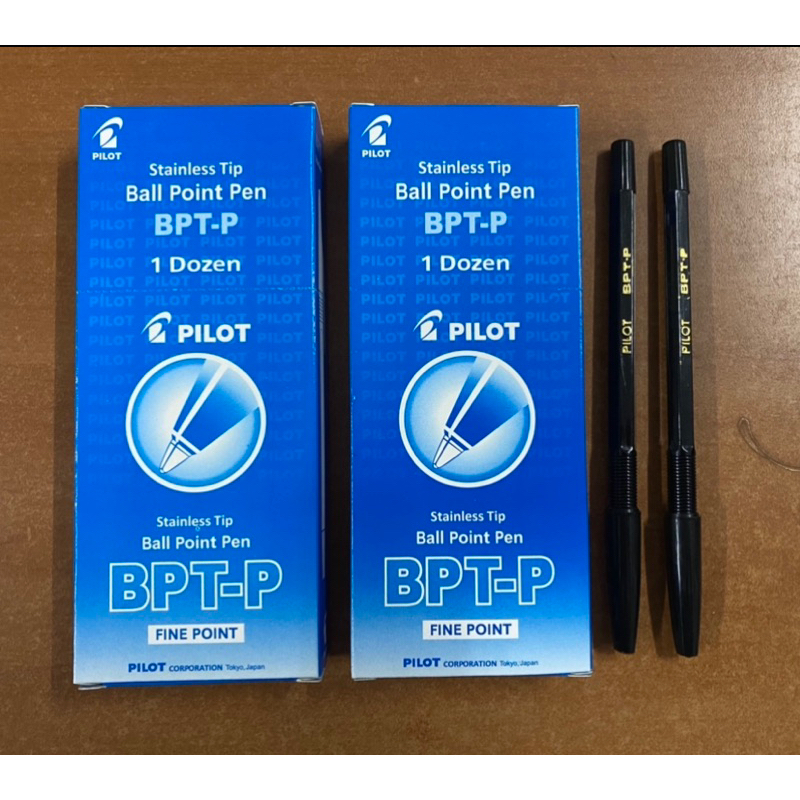 PILOT
Stainless Tip
Ball Point Pen
BPT-P
1 Dozen
PILOT
Stainless Tip
Ball Point Pen
BPT-P
FINE POINT
PILOT CORPORATION Tokyo, Japan
PILOT
Stainless Tip
Ball Point Pen
BPT-P
1 Dozen
PILOT
Stainless Tip
Ball Point Pen
BPT-P
FINE POINT
PILOT CORPORATION Tokyo, Japan
PILOT BPT-P
PILOT BPT-P